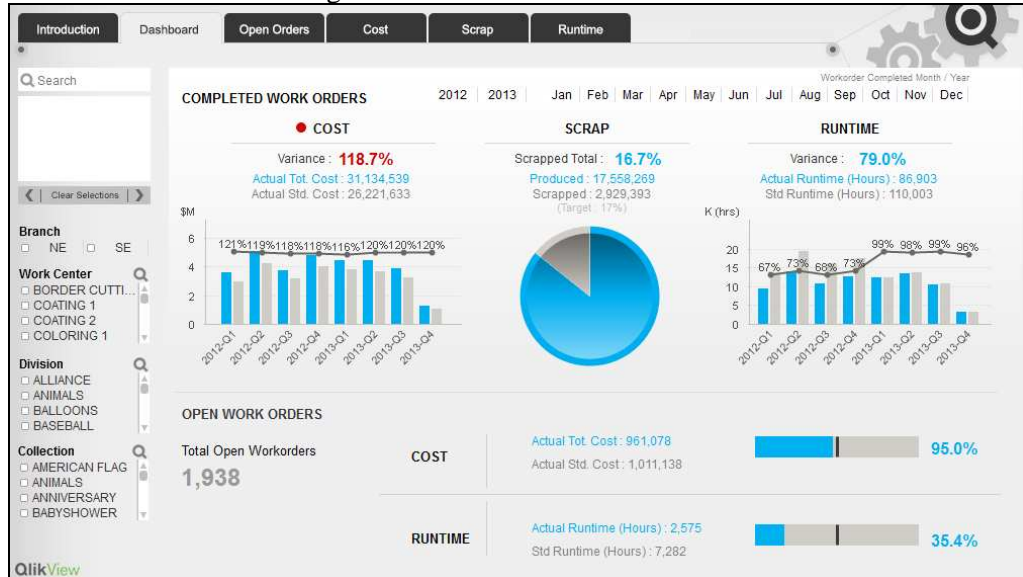 Introduction Dashboard Open Orders Cost Scrap Runtime
Search
Clear Selections
Branch
NE SE
Work Center
BORDER CUTTI...
COATING 1
COATING 2
COLORING 1
Division
ALLIANCE
ANIMALS
BALLOONS
BASEBALL
Collection
AMERICAN FLAG
ANIMALS
ANNIVERSARY
BABYSHOWER
QlikView
Workorder Completed Month / Year
COMPLETED WORK ORDERS 2012 2013 Jan Feb Mar Apr May Jun Jul Aug Sep Oct Nov Dec
COST
Variance : 118.7%
Actual Tot. Cost : 31,134,539
Actual Std. Cost : 26,221,633
$M
6
4
2
0
121% 119% 118% 118% 116% 120% 120% 120%
2012-Q1 2012-Q2 2012-Q3 2012-Q4 2013-Q1 2013-Q2 2013-Q3 2013-Q4
SCRAP
Scrapped Total : 16.7%
Produced : 17,558,269
Scrapped : 2,929,393
(Target : 17%)
RUNTIME
Variance : 79.0%
Actual Runtime (Hours) : 86,903
Std Runtime (Hours) : 110,003
K (hrs)
20
15
10
5
0
67% 73% 68% 73% 99% 98% 99% 96%
2012-Q1 2012-Q2 2012-Q3 2012-Q4 2013-Q1 2013-Q2 2013-Q3 2013-Q4
OPEN WORK ORDERS
Total Open Workorders
1,938
COST
Actual Tot. Cost : 961,078
Actual Std. Cost : 1,011,138
95.0%
RUNTIME
Actual Runtime (Hours) : 2,575
Std Runtime (Hours) : 7,282
35.4%